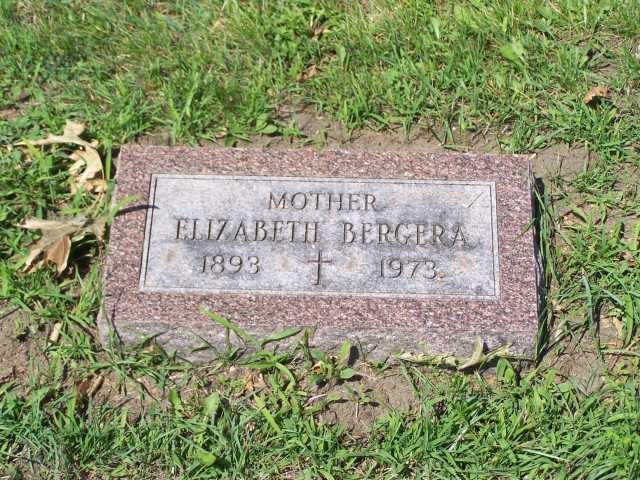 MOTHER
ELIZABETH BERGERA
1893 1973